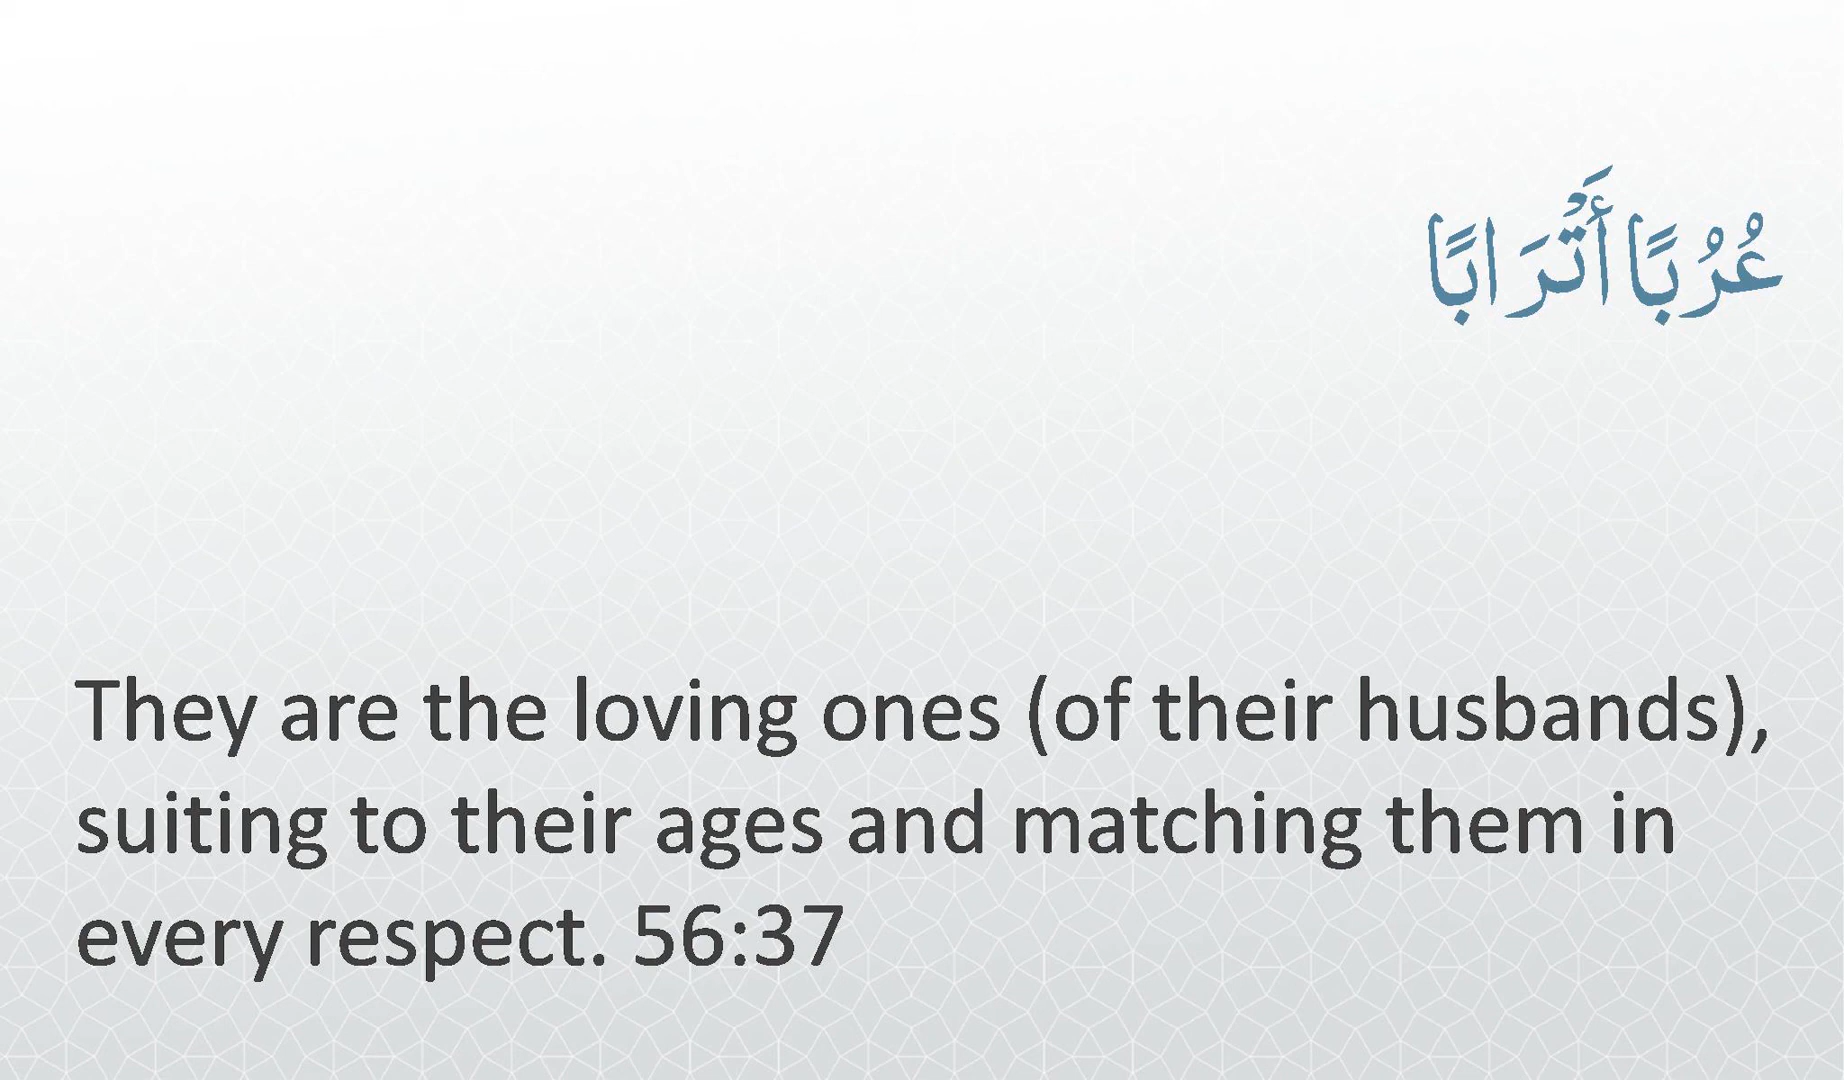 عُرُبًا أَتْرَابًا
They are the loving ones (of their husbands),
suiting to their ages and matching them in
every respect. 56:37